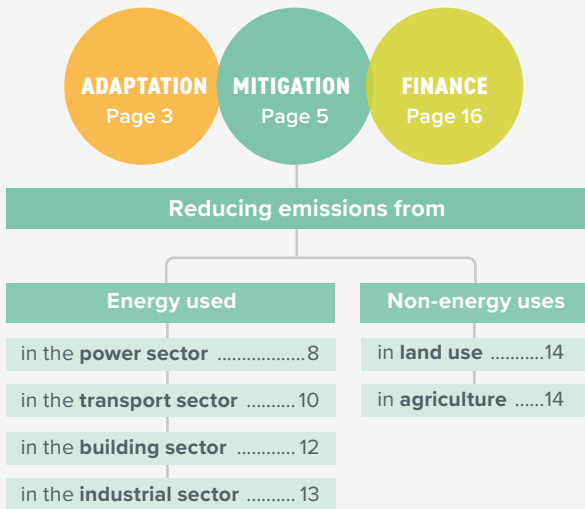 ADAPTATION
Page 3
MITIGATION
Page 5
FINANCE
Page 16
Reducing emissions from
Energy used
in the power sector ..................8
in the transport sector ..........10
in the building sector ............12
in the industrial sector ..........13
Non-energy uses
in land use ...........14
in agriculture ......14